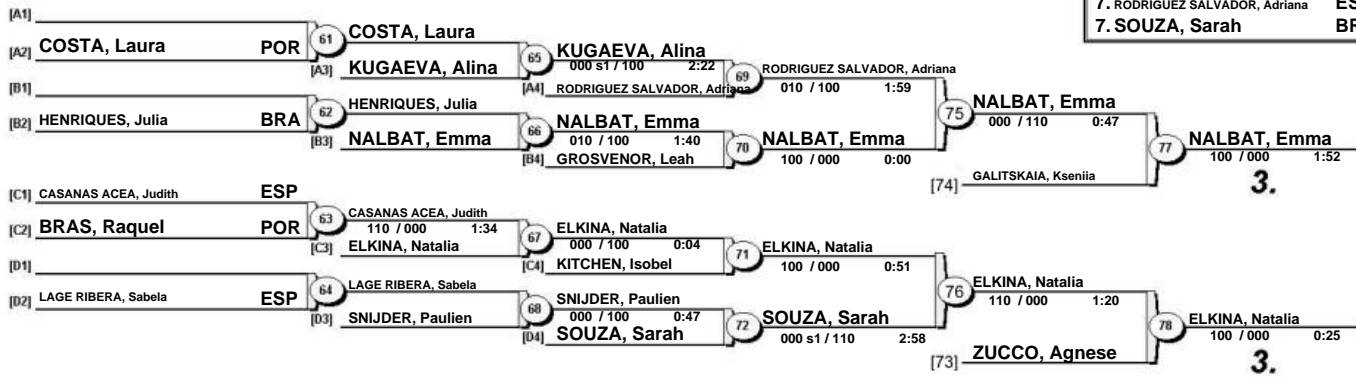 7. RODRIGUEZ SALVADOR, Adriana
7. SOUZA, Sarah
[A1]
[A2] COSTA, Laura POR
61
COSTA, Laura
[A3] KUGAEVA, Alina
65
KUGAEVA, Alina
000 s1 / 100 2:22
[A4] RODRIGUEZ SALVADOR, Adriana
69
RODRIGUEZ SALVADOR, Adriana
010 / 100 1:59
[B1]
[B2] HENRIQUES, Julia BRA
62
HENRIQUES, Julia
[B3] NALBAT, Emma
66
NALBAT, Emma
010 / 100 1:40
[B4] GROSVENOR, Leah
70
NALBAT, Emma
100 / 000 0:00
75
NALBAT, Emma
000 / 110 0:47
[74] GALITSKAIA, Kseniia
77
NALBAT, Emma
100 / 000 1:52
3.
[C1] CASANAS ACEA, Judith ESP
[C2] BRAS, Raquel POR
63
CASANAS ACEA, Judith
110 / 000 1:34
[C3] ELKINA, Natalia
67
ELKINA, Natalia
000 / 100 0:04
[C4] KITCHEN, Isobel
71
ELKINA, Natalia
100 / 000 0:51
[D1]
[D2] LAGE RIBERA, Sabela ESP
64
LAGE RIBERA, Sabela
[D3] SNIJDER, Paulien
68
SNIJDER, Paulien
000 / 100 0:47
[D4] SOUZA, Sarah
72
SOUZA, Sarah
000 s1 / 110 2:58
76
ELKINA, Natalia
110 / 000 1:20
[73] ZUCCO, Agnese
78
ELKINA, Natalia
100 / 000 0:25
3.